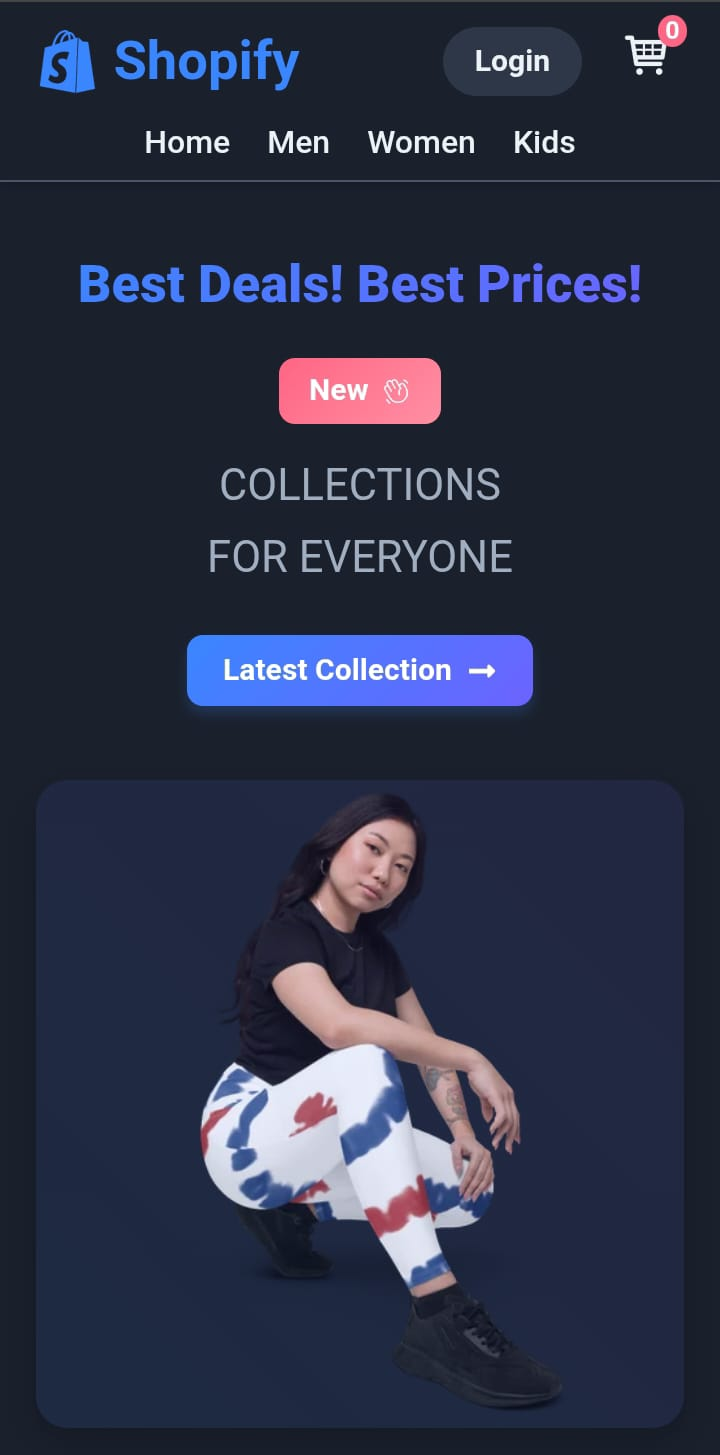 Shopify
Login
0
Home Men Women Kids
Best Deals! Best Prices!
New
COLLECTIONS
FOR EVERYONE
Latest Collection